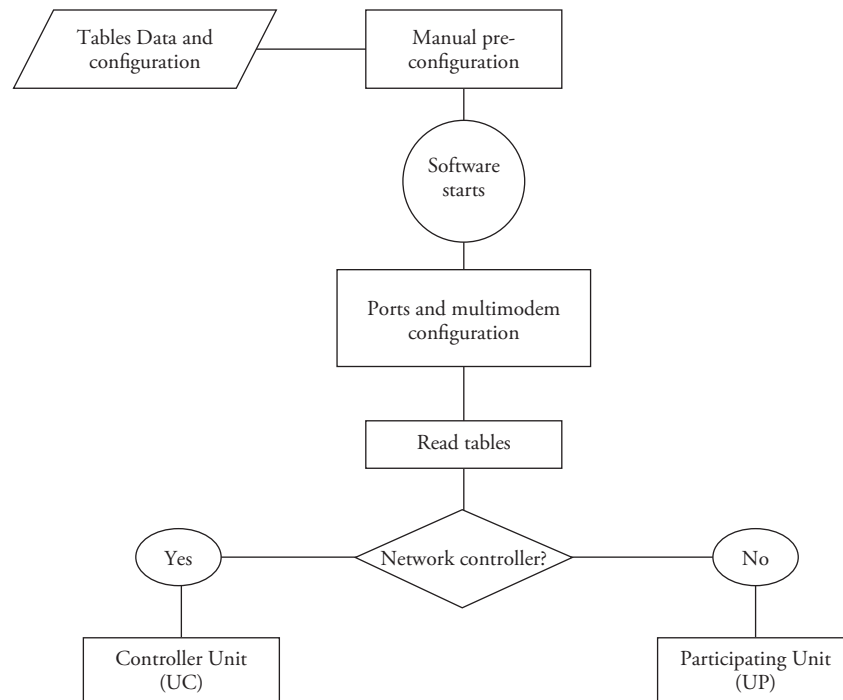 Tables Data and
configuration
Manual pre-
configuration
Software
starts
Ports and multimodem
configuration
Read tables
Yes
Network controller?
No
Controller Unit
(UC)
Participating Unit
(UP)